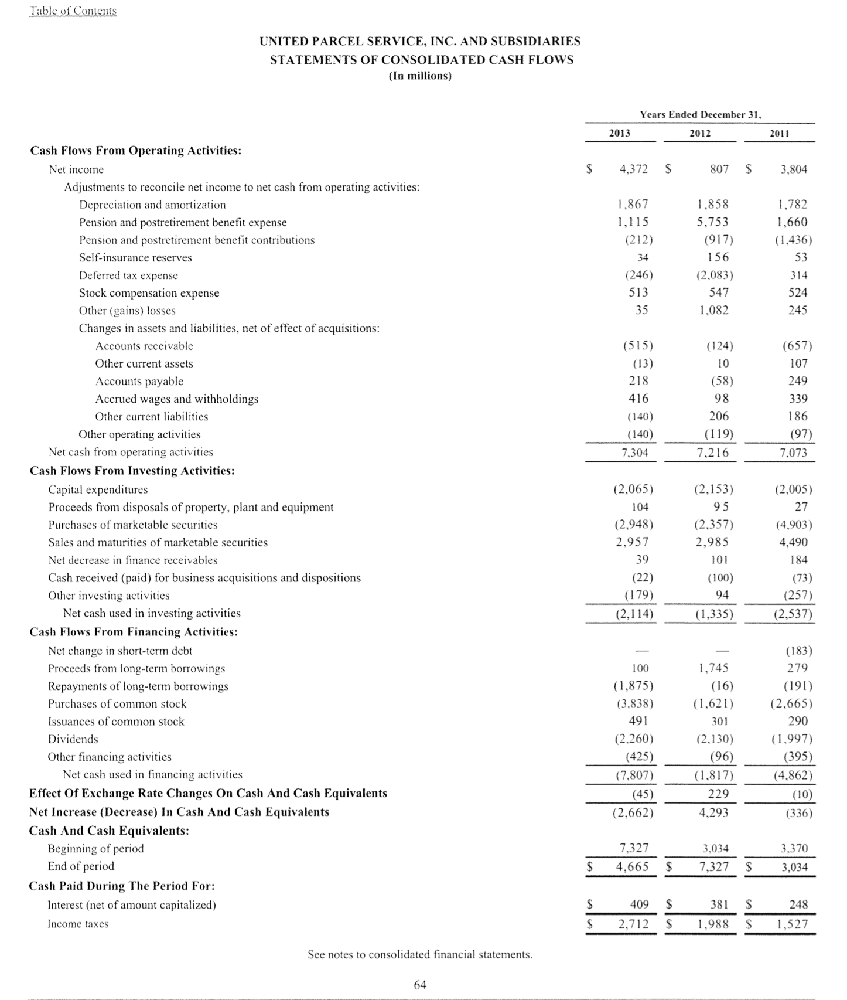 Table of Contents
UNITED PARCEL SERVICE, INC. AND SUBSIDIARIES
STATEMENTS OF CONSOLIDATED CASH FLOWS
(In millions)
Years Ended December 31,
2013 2012 2011
Cash Flows From Operating Activities:
Net income $ 4,372 $ 807 $ 3,804
Adjustments to reconcile net income to net cash from operating activities:
Depreciation and amortization 1,867 1,858 1,782
Pension and postretirement benefit expense 1,115 5,753 1,660
Pension and postretirement benefit contributions (212) (917) (1,436)
Self-insurance reserves 34 156 53
Deferred tax expense (246) (2,083) 314
Stock compensation expense 513 547 524
Other (gains) losses 35 1,082 245
Changes in assets and liabilities, net of effect of acquisitions:
Accounts receivable (515) (124) (657)
Other current assets (13) 10 107
Accounts payable 218 (58) 249
Accrued wages and withholdings 416 98 339
Other current liabilities (140) 206 186
Other operating activities (140) (119) (97)
Net cash from operating activities 7,304 7,216 7,073
Cash Flows From Investing Activities:
Capital expenditures (2,065) (2,153) (2,005)
Proceeds from disposals of property, plant and equipment 104 95 27
Purchases of marketable securities (2,948) (2,357) (4,903)
Sales and maturities of marketable securities 2,957 2,985 4,490
Net decrease in finance receivables 39 101 184
Cash received (paid) for business acquisitions and dispositions (22) (100) (73)
Other investing activities (179) 94 (257)
Net cash used in investing activities (2,114) (1,335) (2,537)
Cash Flows From Financing Activities:
Net change in short-term debt — — (183)
Proceeds from long-term borrowings 100 1,745 279
Repayments of long-term borrowings (1,875) (16) (191)
Purchases of common stock (3,838) (1,621) (2,665)
Issuances of common stock 491 301 290
Dividends (2,260) (2,130) (1,997)
Other financing activities (425) (96) (395)
Net cash used in financing activities (7,807) (1,817) (4,862)
Effect Of Exchange Rate Changes On Cash And Cash Equivalents (45) 229 (10)
Net Increase (Decrease) In Cash And Cash Equivalents (2,662) 4,293 (336)
Cash And Cash Equivalents:
Beginning of period 7,327 3,034 3,370
End of period $ 4,665 $ 7,327 $ 3,034
Cash Paid During The Period For:
Interest (net of amount capitalized) $ 409 $ 381 $ 248
Income taxes $ 2,712 $ 1,988 $ 1,527
See notes to consolidated financial statements.
64